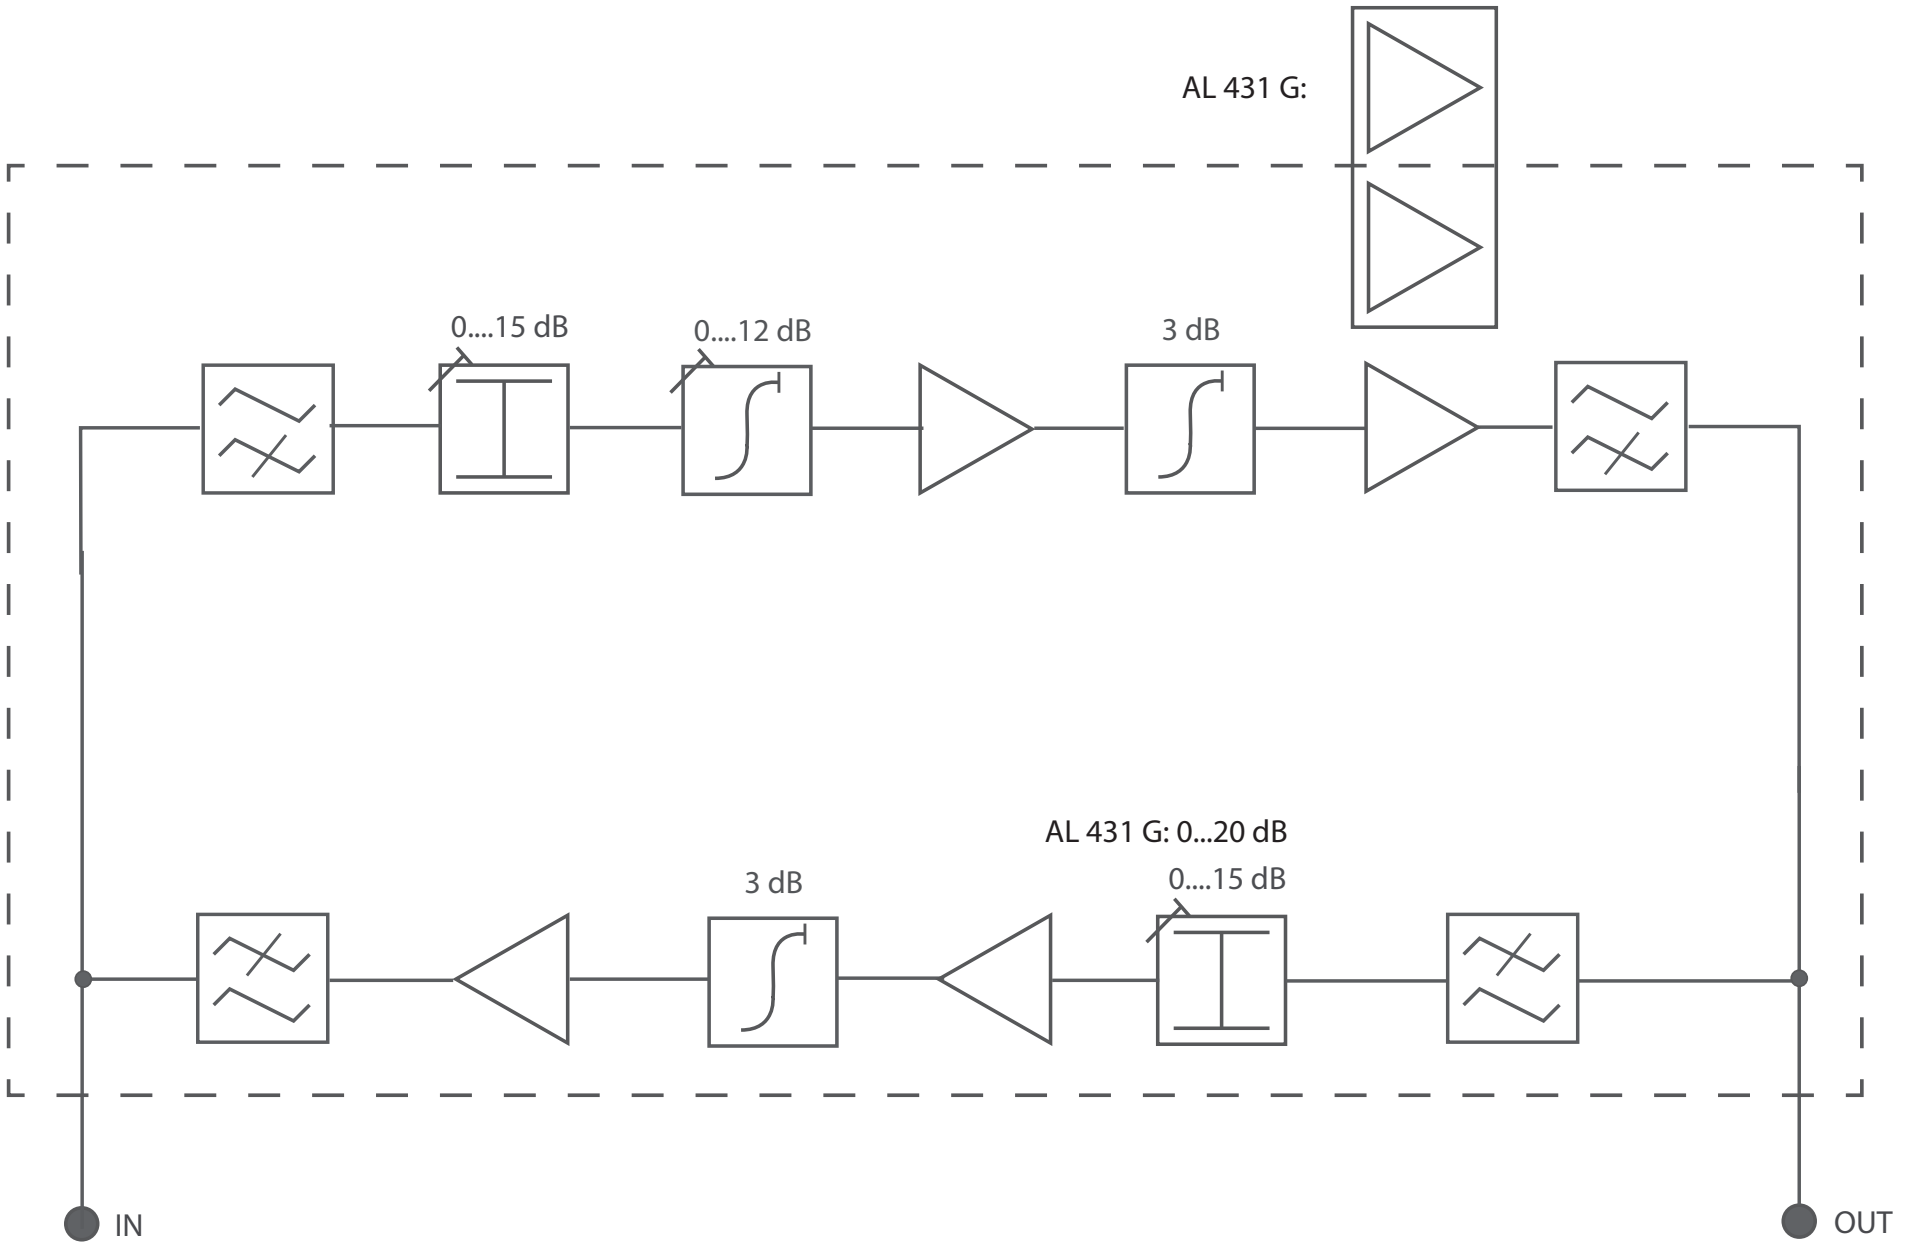 AL 431 G:
0....15 dB
0....12 dB
3 dB
AL 431 G: 0...20 dB
0....15 dB
3 dB
IN
OUT